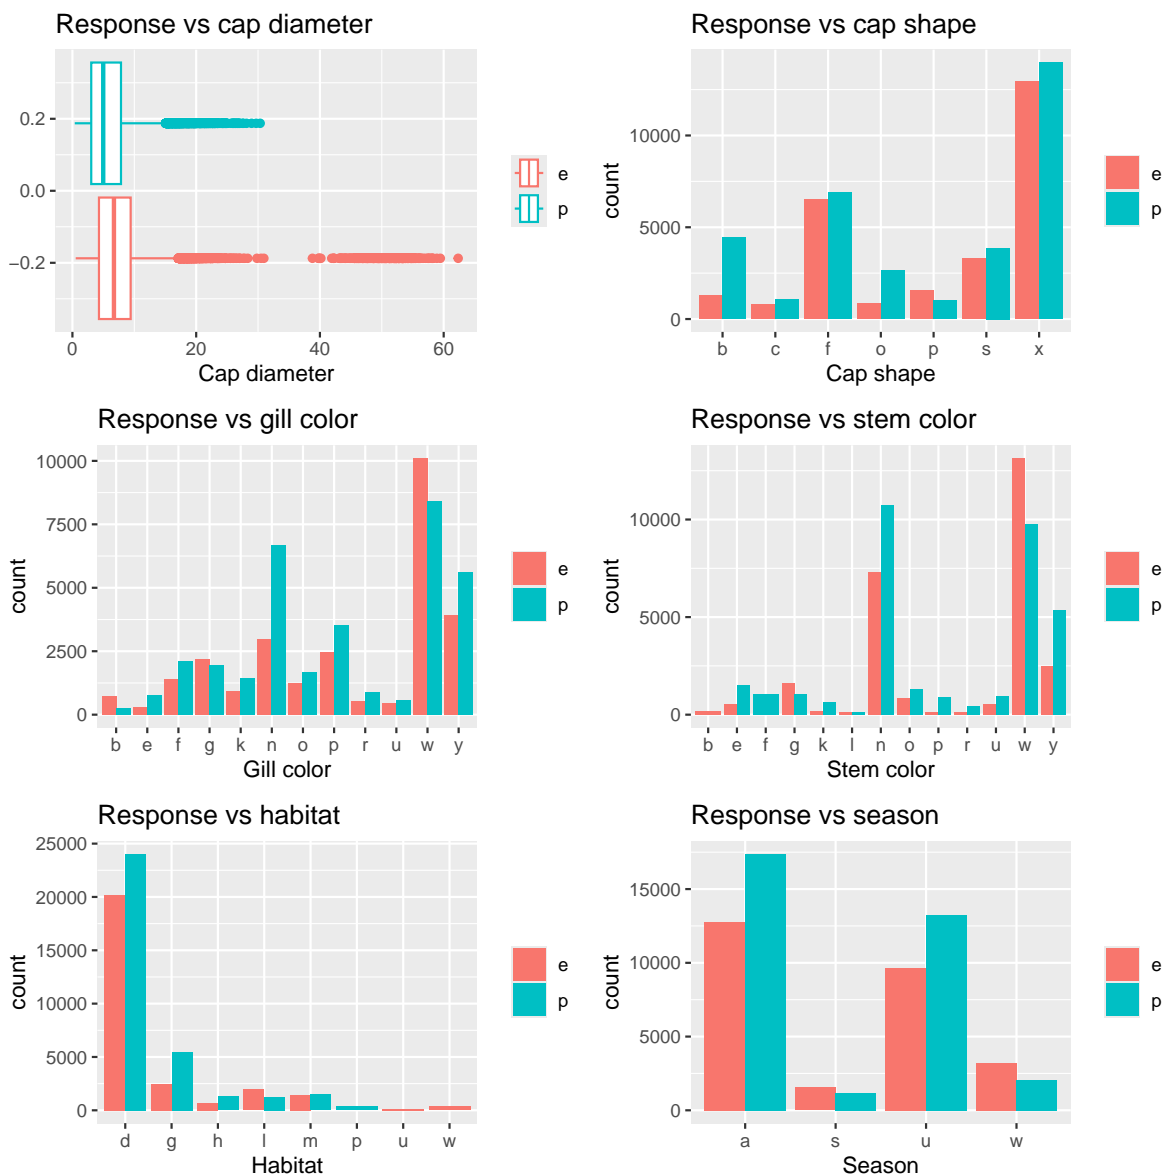 Response vs cap diameter
0.2
0.0
−0.2
0 20 40 60
Cap diameter
e
p
Response vs cap shape
count
10000
5000
0
b c f o p s x
Cap shape
e
p
Response vs gill color
count
10000
7500
5000
2500
0
b e f g k n o p r u w y
Gill color
e
p
Response vs stem color
count
10000
5000
0
b e f g k l n o p r u w y
Stem color
e
p
Response vs habitat
count
25000
20000
15000
10000
5000
0
d g h l m p u w
Habitat
e
p
Response vs season
count
15000
10000
5000
0
a s u w
Season
e
p